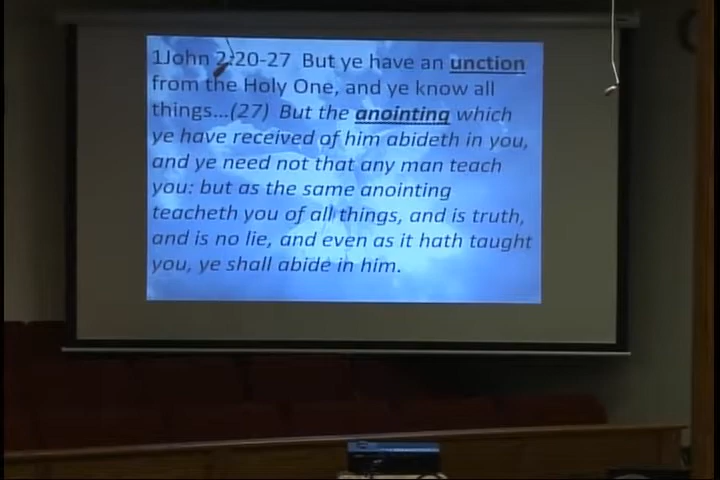 1John 2:20-27 But ye have an unction
from the Holy One, and ye know all
things...(27) But the anointing which
ye have received of him abideth in you,
and ye need not that any man teach
you: but as the same anointing
teacheth you of all things, and is truth,
and is no lie, and even as it hath taught
you, ye shall abide in him.